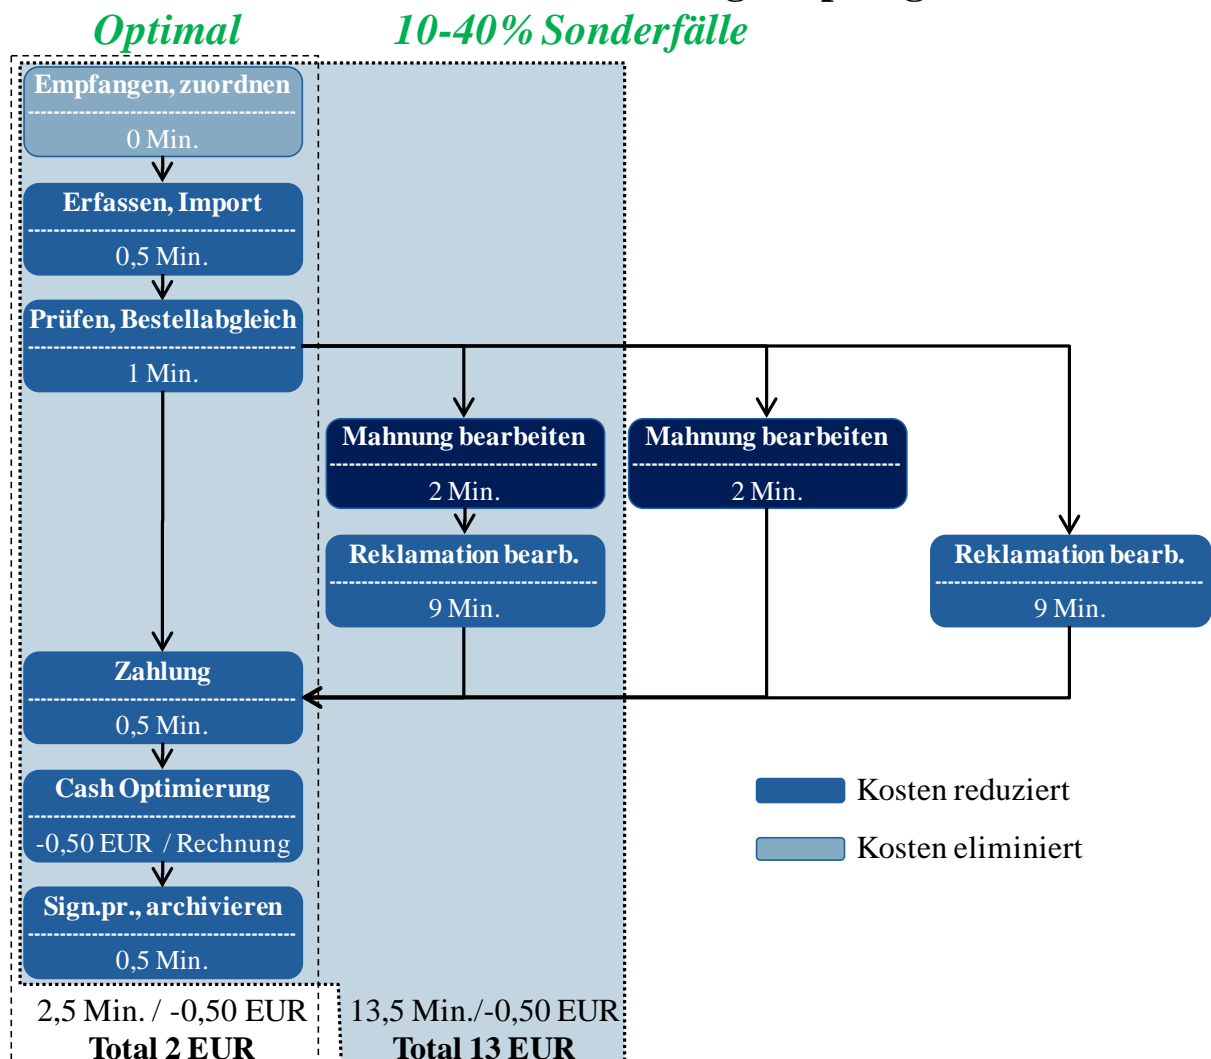 Optimal
10-40% Sonderfälle
Empfangen, zuordnen
0 Min.
Erfassen, Import
0,5 Min.
Prüfen, Bestellabgleich
1 Min.
Mahnung bearbeiten
2 Min.
Mahnung bearbeiten
2 Min.
Reklamation bearb.
9 Min.
Reklamation bearb.
9 Min.
Zahlung
0,5 Min.
Cash Optimierung
-0,50 EUR / Rechnung
Sign.pr., archivieren
0,5 Min.
Kosten reduziert
Kosten eliminiert
2,5 Min. / -0,50 EUR
Total 2 EUR
13,5 Min./-0,50 EUR
Total 13 EUR